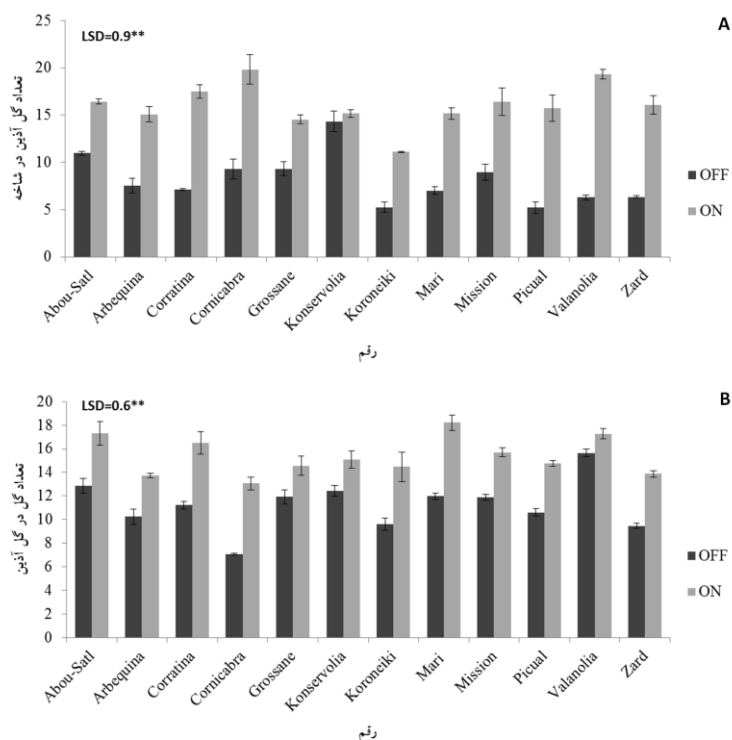 A
LSD=0.9**
تعداد گل آذین در شاخه
25
20
15
10
5
0
OFF
ON
Abou-Satl
Arbequina
Corratina
Cornicabra
Grossane
Konservolia
Koroneiki
Mari
Mission
Picual
Valanolia
Zard
رقم
B
LSD=0.6**
تعداد گل در گل آذین
20
18
16
14
12
10
8
6
4
2
0
OFF
ON
Abou-Satl
Arbequina
Corratina
Cornicabra
Grossane
Konservolia
Koroneiki
Mari
Mission
Picual
Valanolia
Zard
رقم